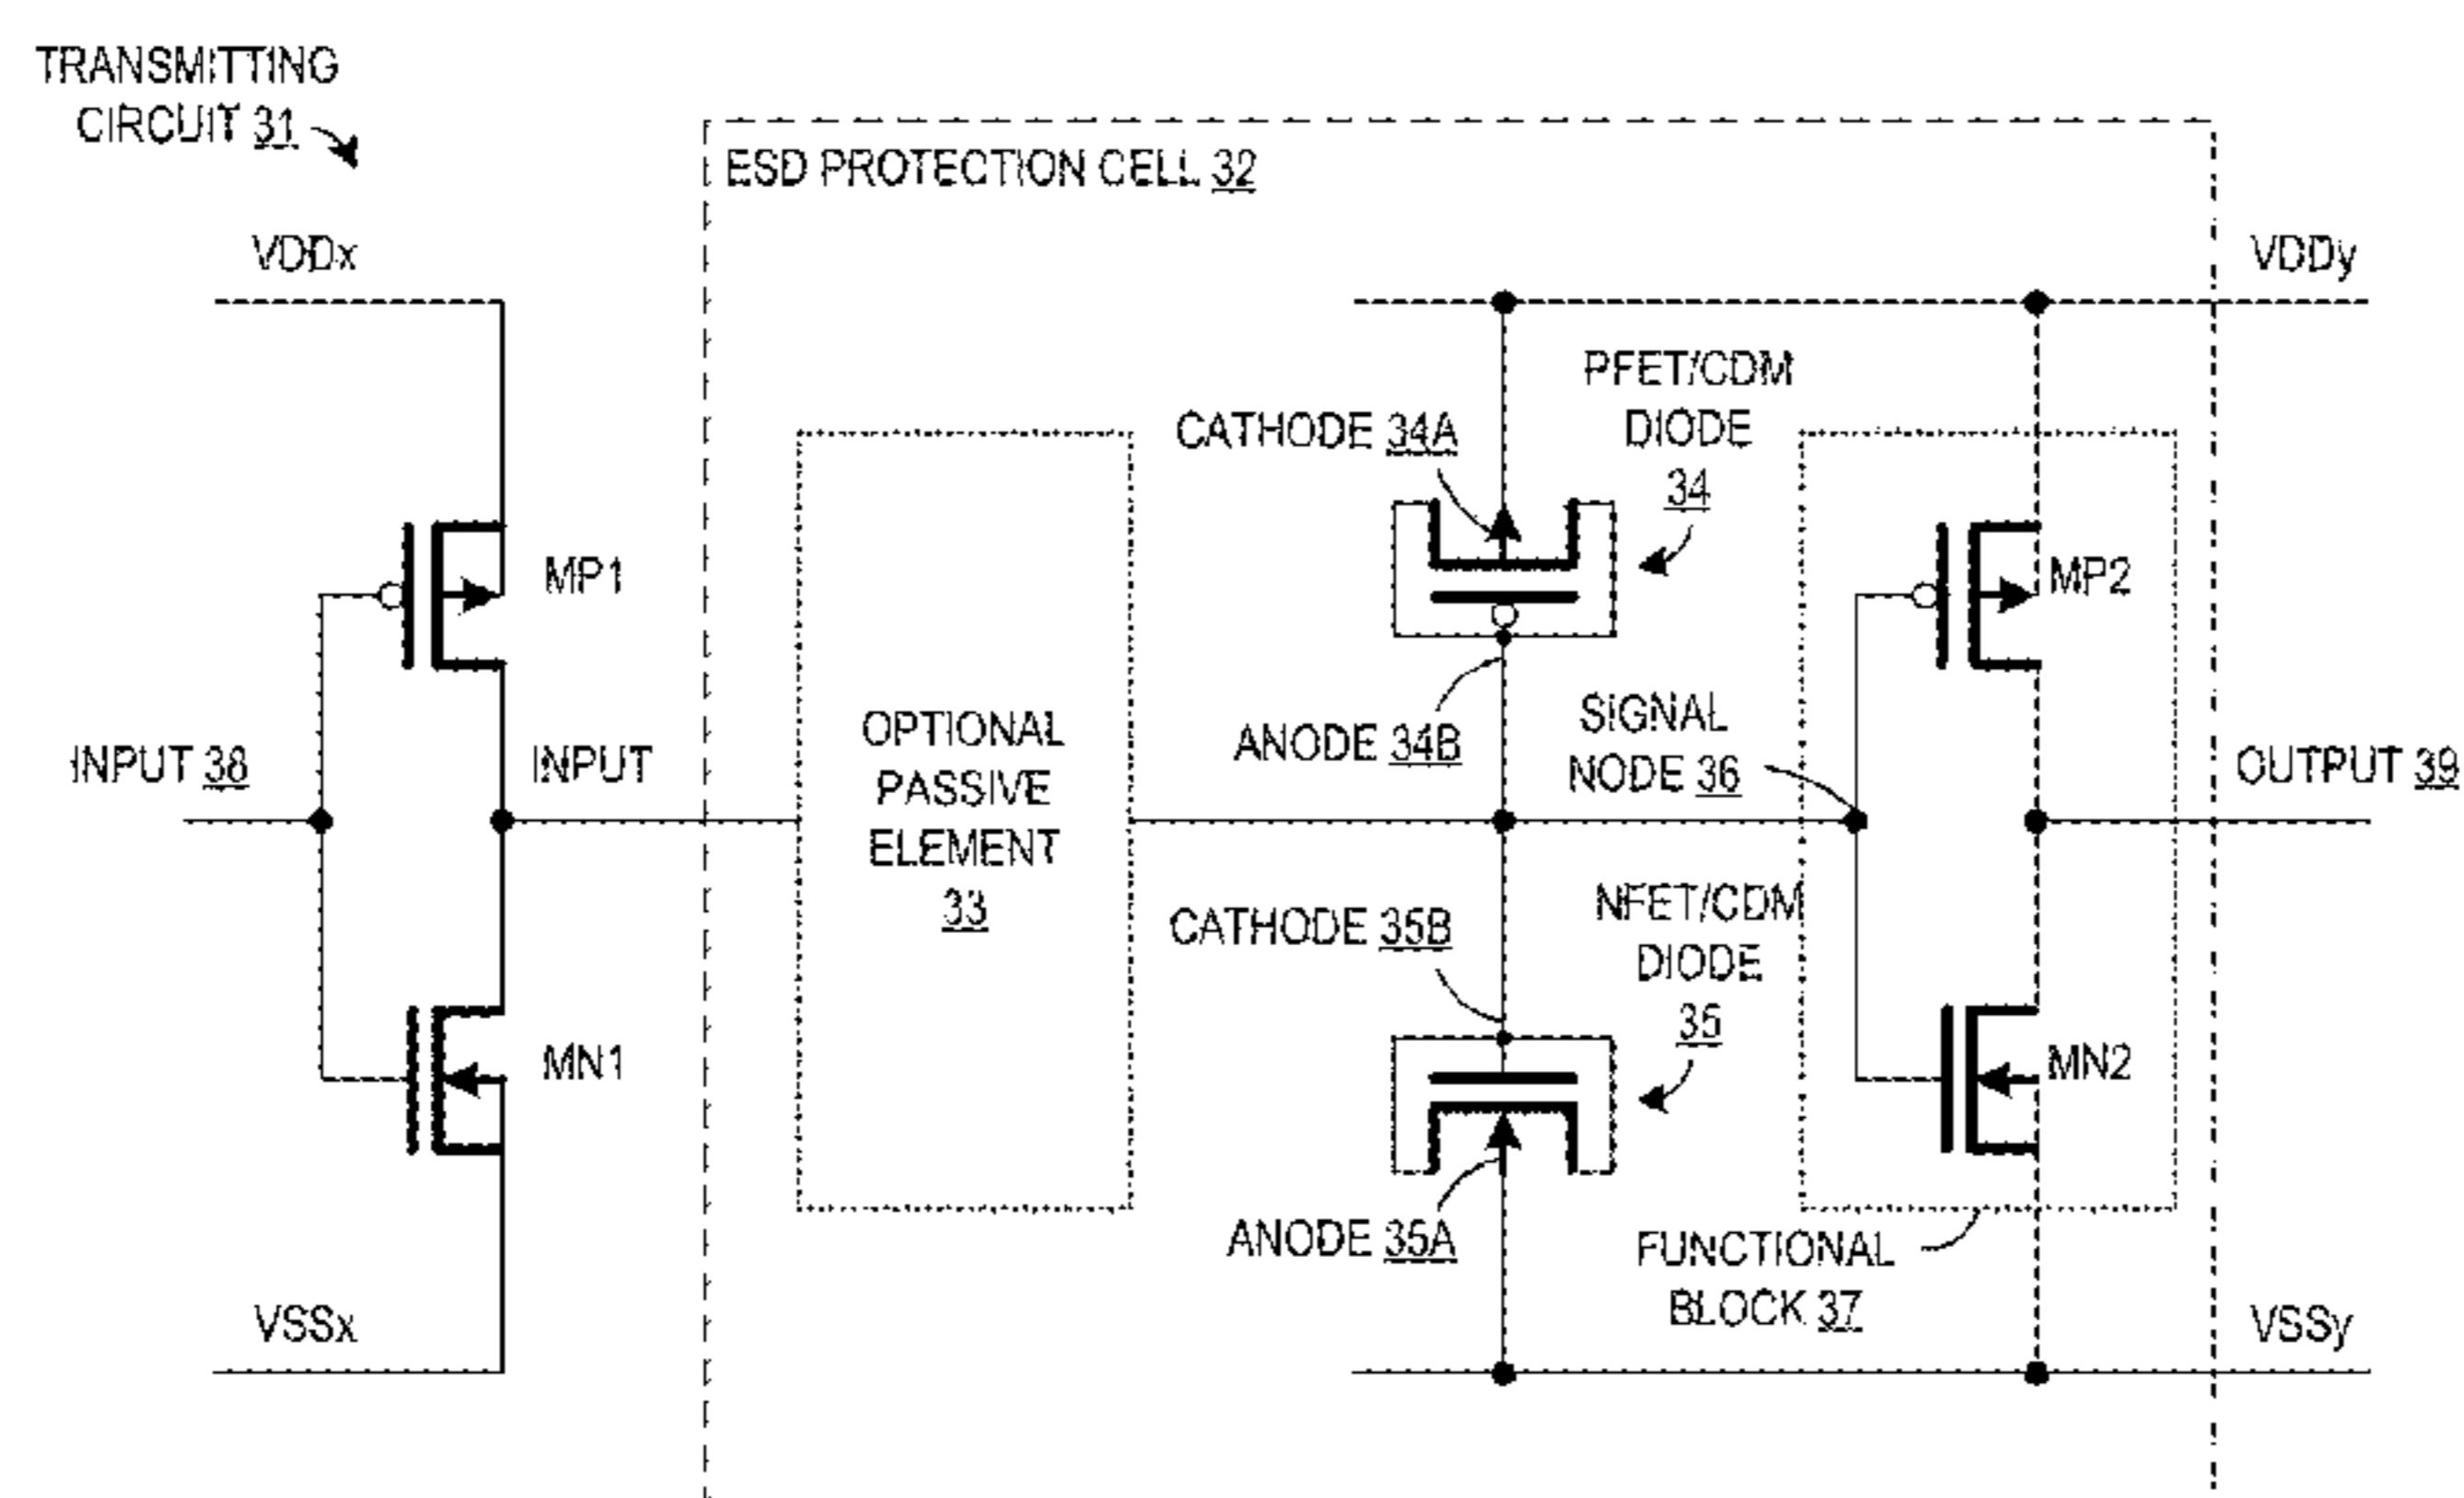 TRANSMITTING
CIRCUIT 31
ESD PROTECTION CELL 32
VDDx
VDDy
PFET/CDM
DIODE
34
CATHODE 34A
MP1
MP2
ANODE 34B
SIGNAL
NODE 36
INPUT 38
INPUT
OPTIONAL
PASSIVE
ELEMENT
33
OUTPUT 39
CATHODE 35B
NFET/CDM
DIODE
35
MN1
MN2
ANODE 35A
FUNCTIONAL
BLOCK 37
VSSx
VSSy